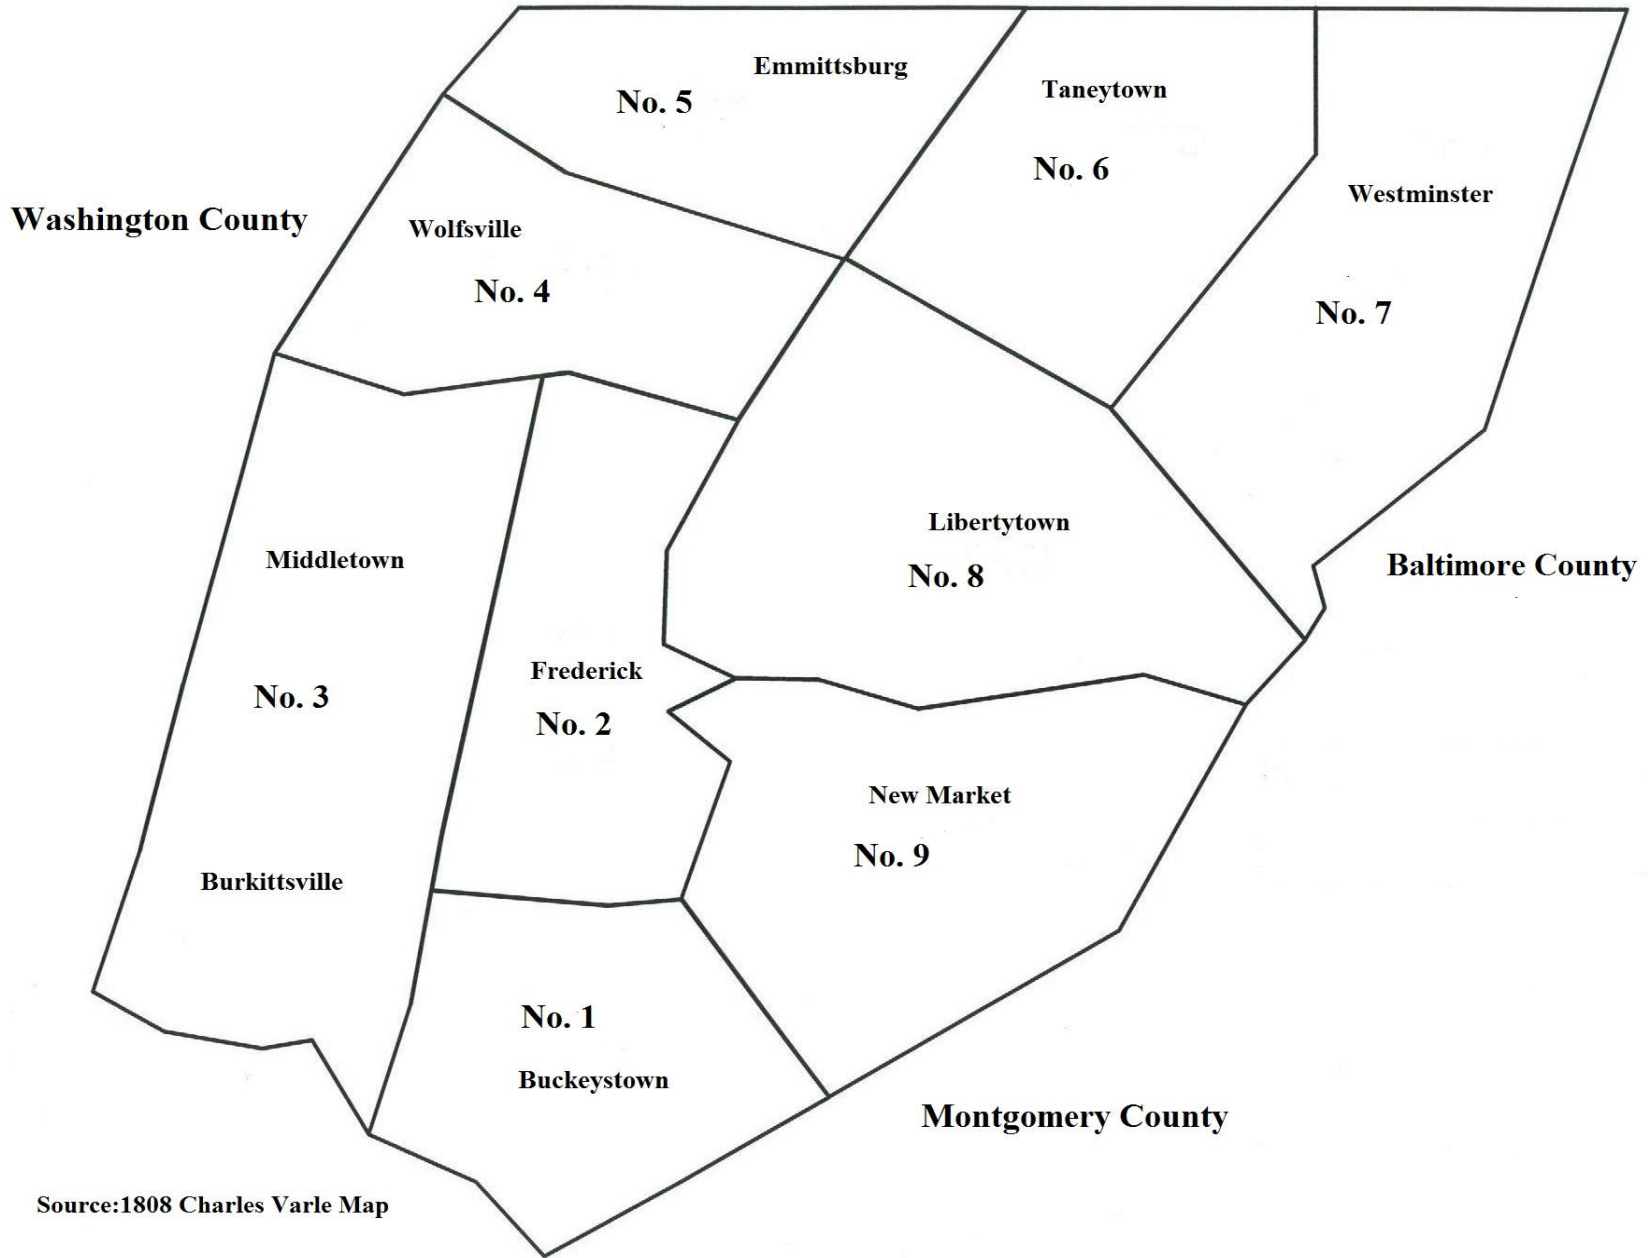 Emmittsburg
No. 5
Taneytown
No. 6
Westminster
No. 7
Washington County
Wolfsville
No. 4
Libertytown
No. 8
Baltimore County
Middletown
No. 3
Burkittsville
Frederick
No. 2
New Market
No. 9
No. 1
Buckeystown
Montgomery County
Source:1808 Charles Varle Map